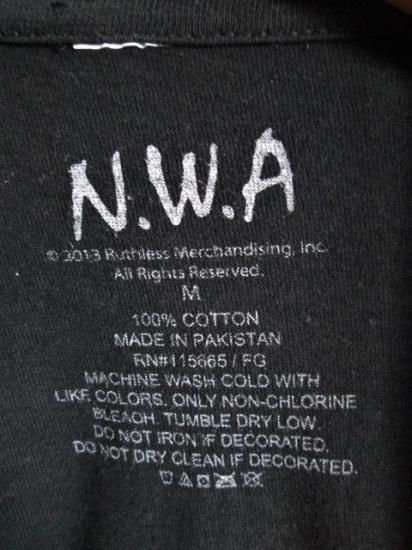 N.W.A
© 2013 Ruthless Merchandising, Inc.
All Rights Reserved.
M
100% COTTON
MADE IN PAKISTAN
RN#115665 / FG
MACHINE WASH COLD WITH
LIKE COLORS. ONLY NON-CHLORINE
BLEACH. TUMBLE DRY LOW.
DO NOT IRON IF DECORATED.
DO NOT DRY CLEAN IF DECORATED.